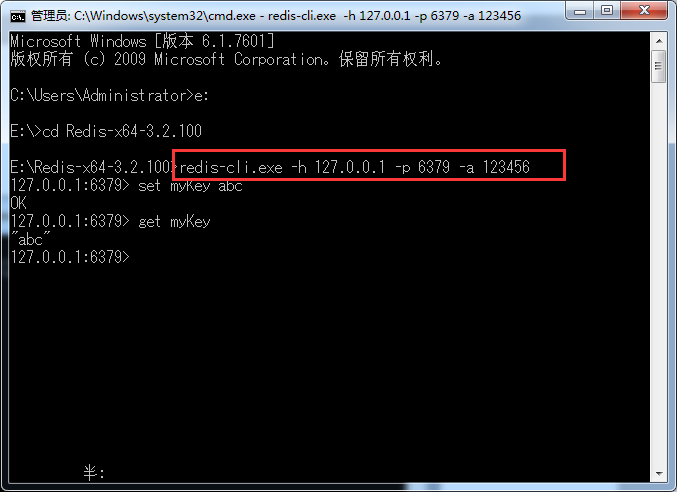 管理员: C:\Windows\system32\cmd.exe - redis-cli.exe  -h 127.0.0.1 -p 6379 -a 123456
Microsoft Windows [版本 6.1.7601]
版权所有 (c) 2009 Microsoft Corporation。保留所有权利。
C:\Users\Administrator>e:
E:\>cd Redis-x64-3.2.100
E:\Redis-x64-3.2.100>redis-cli.exe -h 127.0.0.1 -p 6379 -a 123456
127.0.0.1:6379> set myKey abc
OK
127.0.0.1:6379> get myKey
"abc"
127.0.0.1:6379>
半: